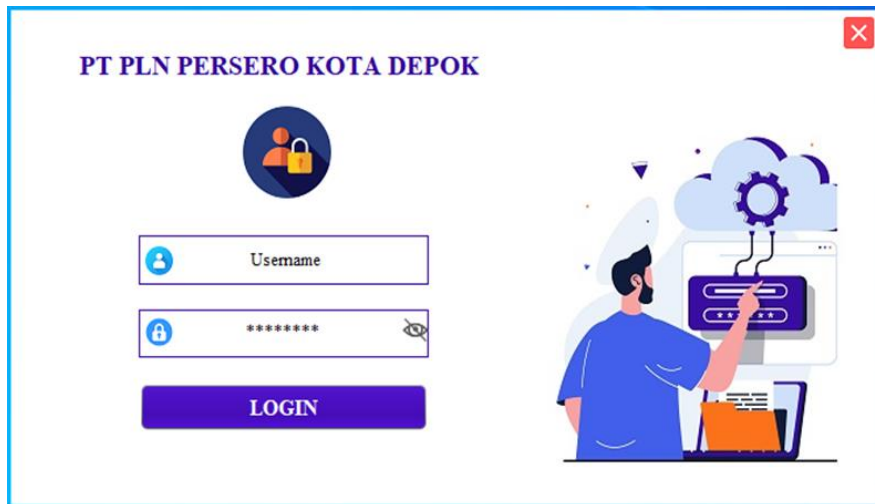 PT PLN PERSERO KOTA DEPOK
Username
********
LOGIN
******